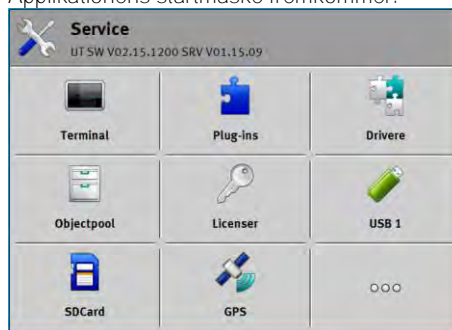 Applikationens startmaske fremkommer:
Service
UT SW V02.15.1200 SRV V01.15.09
Terminal
Plug-ins
Drivere
Objectpool
Licenser
USB 1
SDCard
GPS